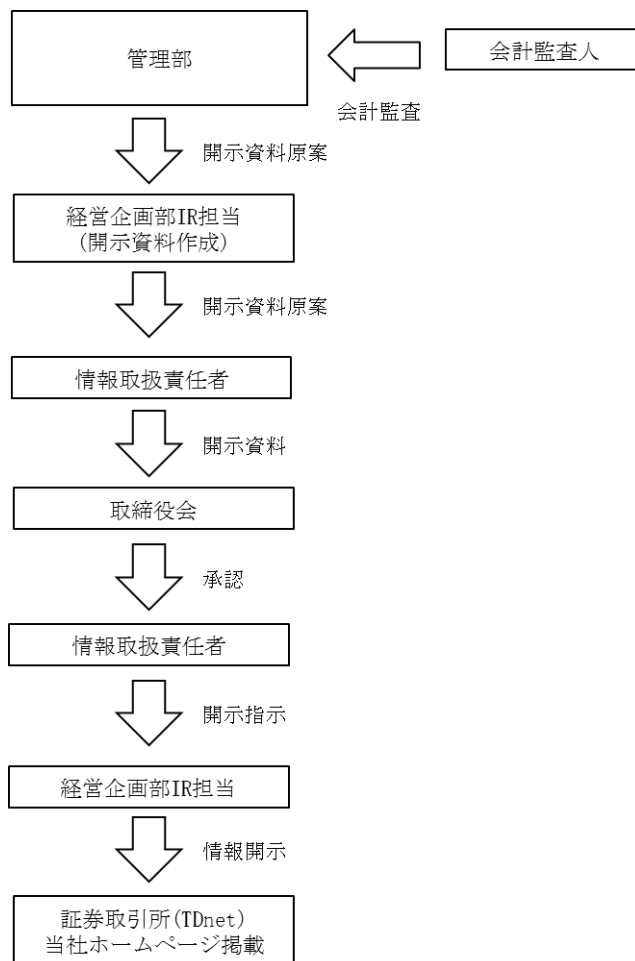 管理部
会計監査人
会計監査
開示資料原案
経営企画部IR担当
(開示資料作成)
開示資料原案
情報取扱責任者
開示資料
取締役会
承認
情報取扱責任者
開示指示
経営企画部IR担当
情報開示
証券取引所(TDnet)
当社ホームページ掲載